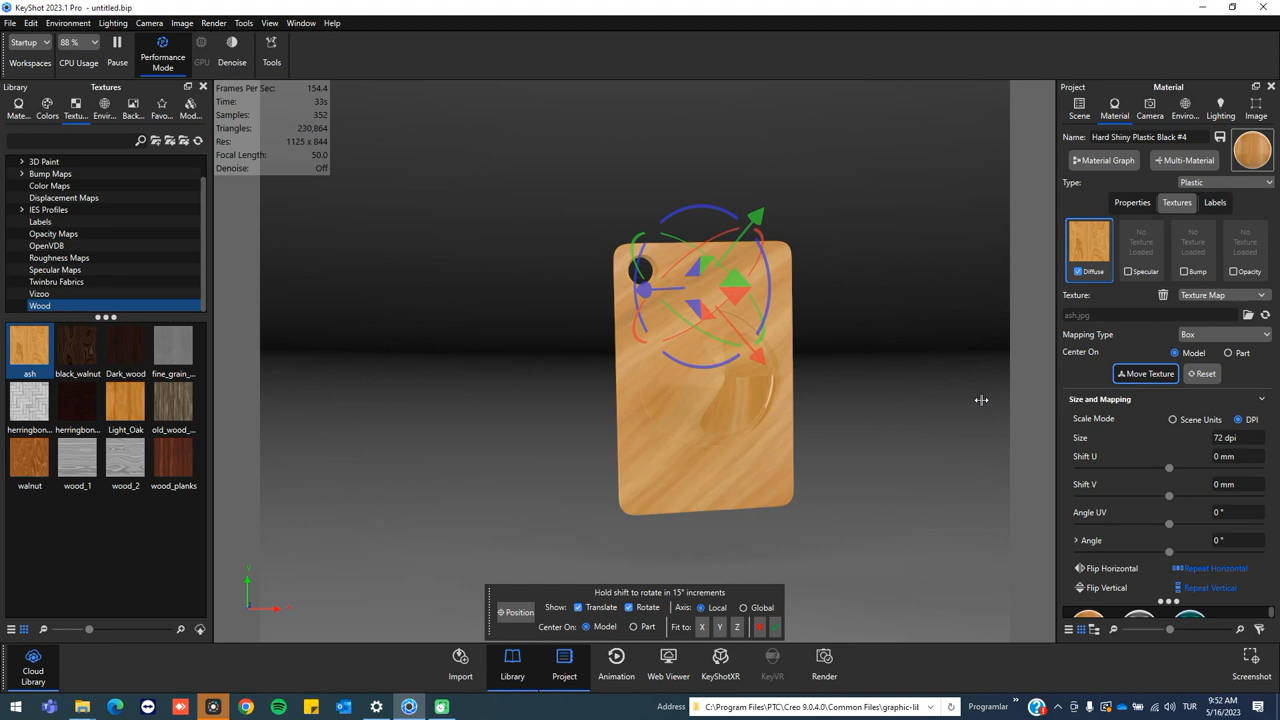 KeyShot 2023.1 Pro - untitled.bip
File Edit Environment Lighting Camera Image Render Tools View Window Help
Startup 88 %
Workspaces CPU Usage Pause Performance Mode GPU Denoise Tools
Library Textures
Mate... Colors Textu... Envir... Back... Favo... Mod...
3D Paint
Bump Maps
Color Maps
Displacement Maps
IES Profiles
Labels
Opacity Maps
OpenVDB
Roughness Maps
Specular Maps
Twinbru Fabrics
Vizoo
Wood
ash black_walnut Dark_wood fine_grain_...
herringbon... herringbon... Light_Oak old_wood_...
walnut wood_1 wood_2 wood_planks
Cloud Library
Frames Per Sec: 154.4
Time: 33s
Samples: 352
Triangles: 230,864
Res: 1125 x 844
Focal Length: 50.0
Denoise: Off
Hold shift to rotate in 15° increments
Position Show: Translate Rotate Axis: Local Global
Center On: Model Part Fit to: X Y Z
Import Library Project Animation Web Viewer KeyShotXR KeyVR Render Screenshot
Project Material
Scene Material Camera Enviro... Lighting Image
Name: Hard Shiny Plastic Black #4
Material Graph Multi-Material
Type: Plastic
Properties Textures Labels
No Texture Loaded No Texture Loaded No Texture Loaded
Diffuse Specular Bump Opacity
Texture: Texture Map
ash.jpg
Mapping Type Box
Center On Model Part
Move Texture Reset
Size and Mapping
Scale Mode Scene Units DPI
Size 72 dpi
Shift U 0 mm
Shift V 0 mm
Angle UV 0 °
Angle 0 °
Flip Horizontal Repeat Horizontal
Flip Vertical Repeat Vertical
Address C:\Program Files\PTC\Creo 9.0.4.0\Common Files\graphic-lib Programlar TUR 9:52 AM
5/16/2023